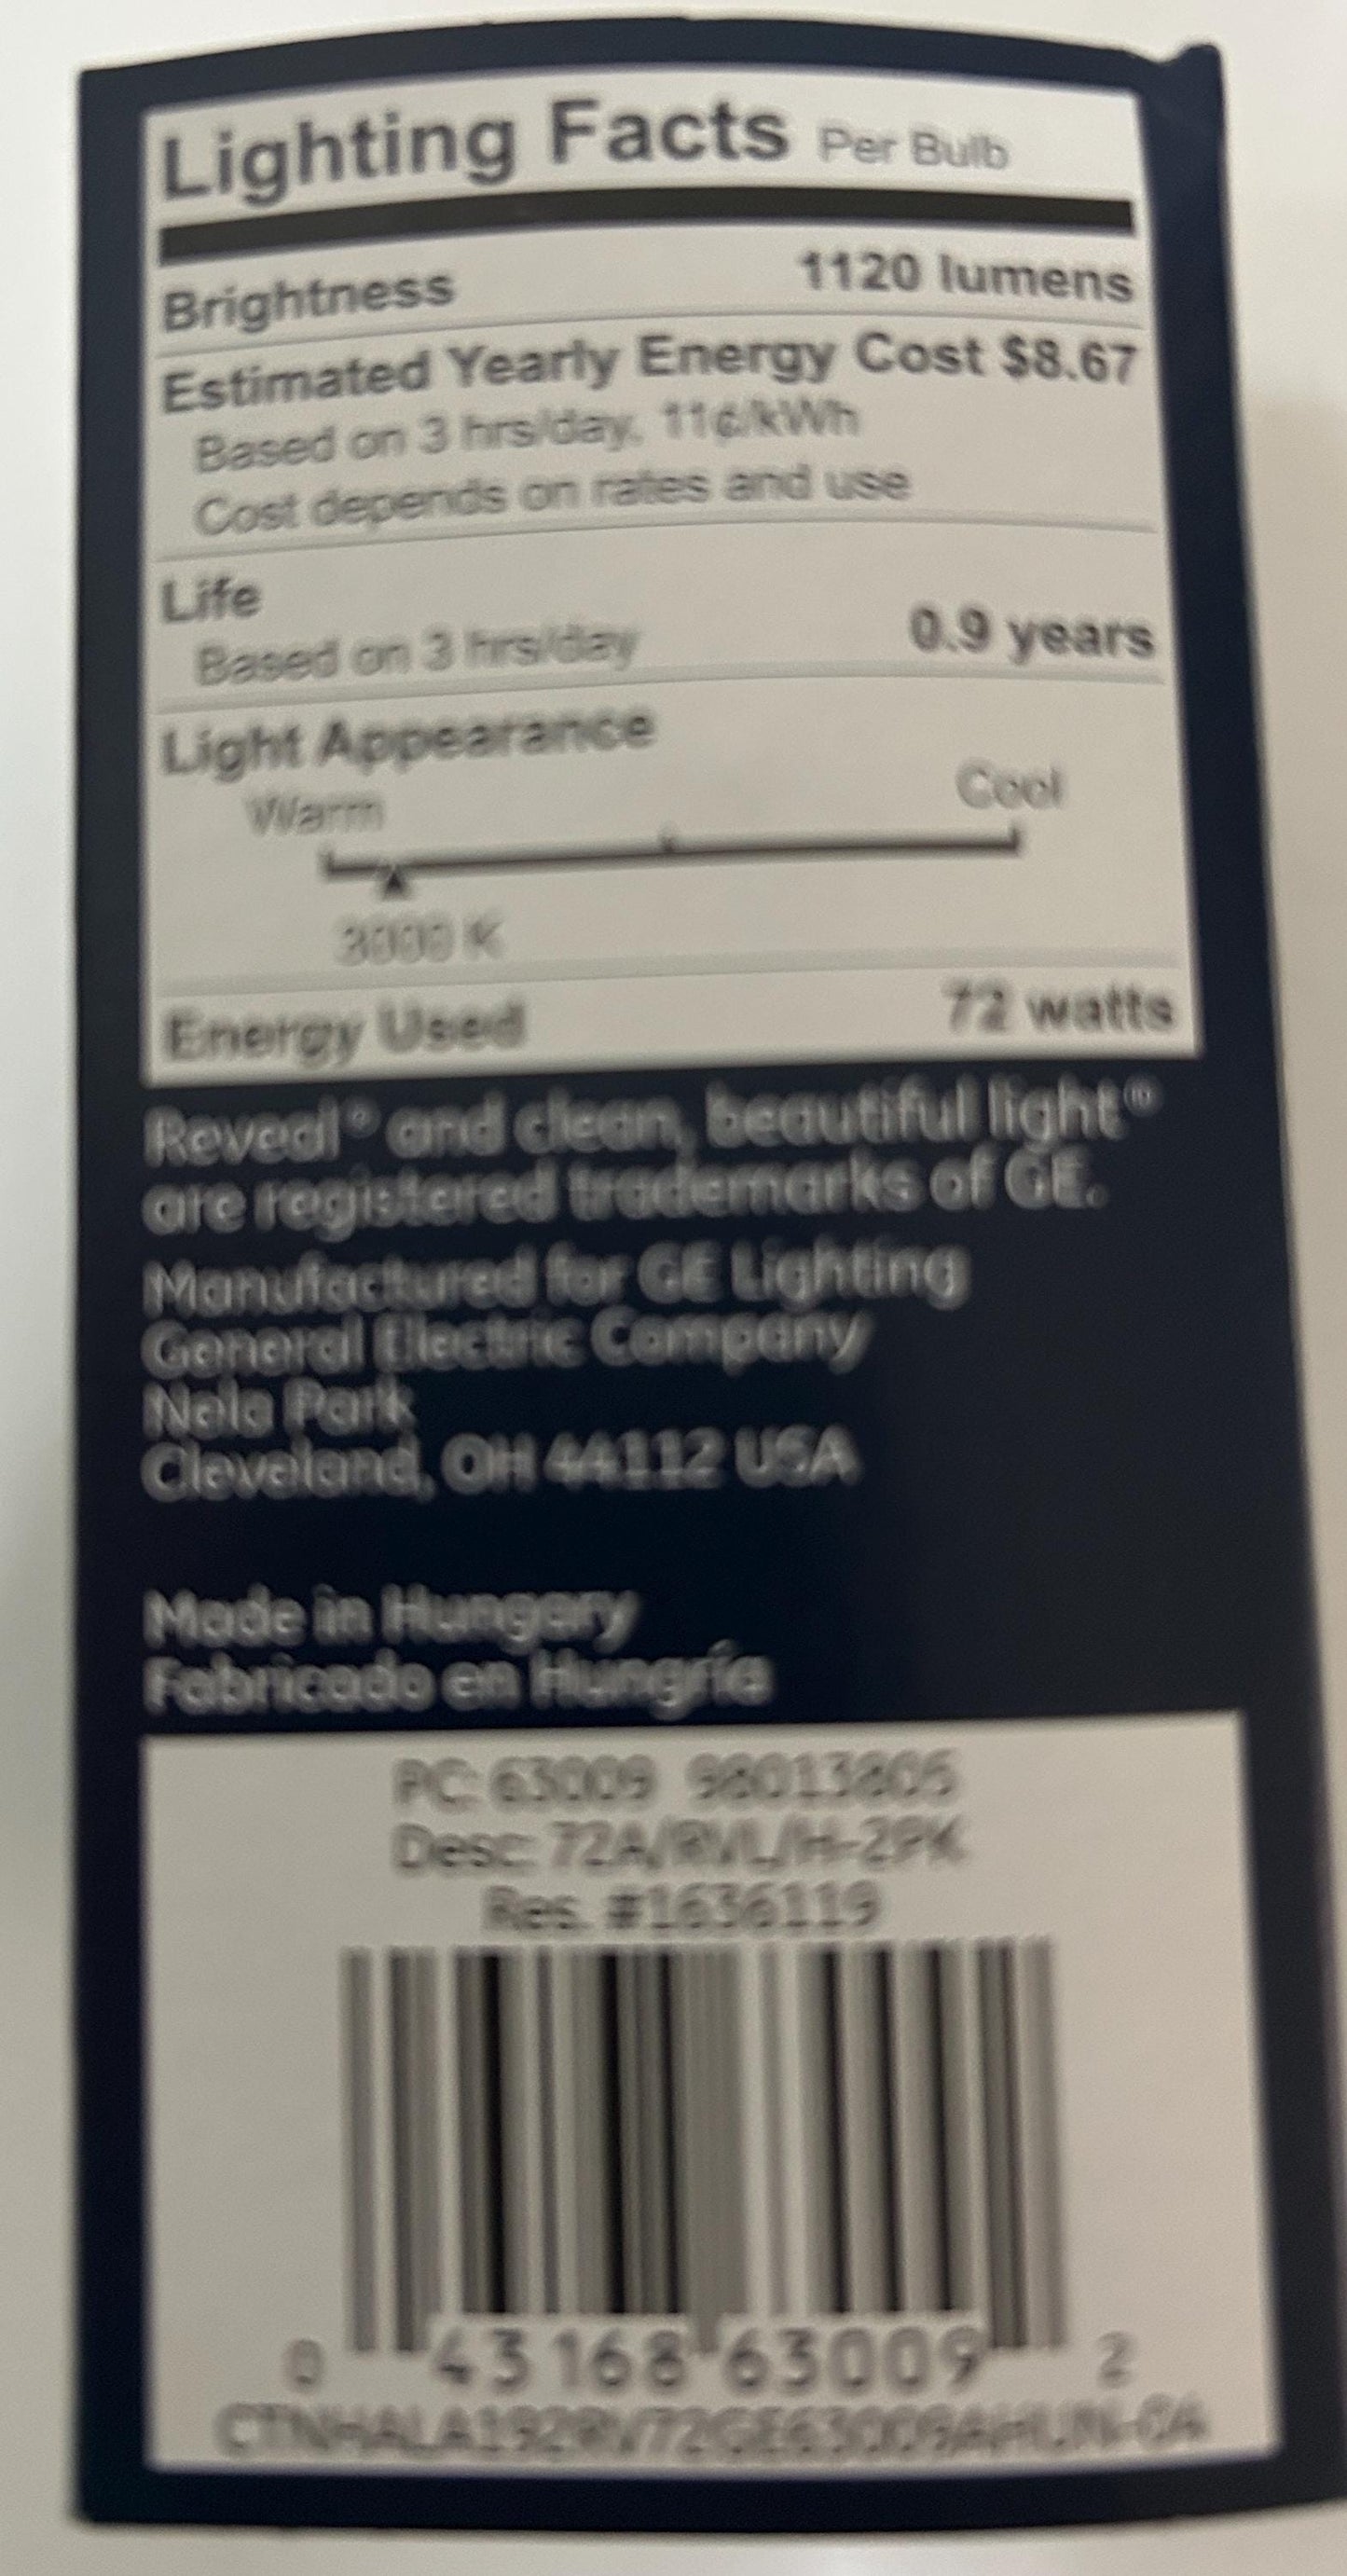 Lighting Facts Per Bulb
Brightness 1120 lumens
Estimated Yearly Energy Cost $8.67
Based on 3 hrs/day, 11¢/kWh
Cost depends on rates and use
Life
Based on 3 hrs/day 0.9 years
Light Appearance
Warm Cool
3000 K
Energy Used 72 watts
Reveal® and clean, beautiful light®
are registered trademarks of GE.
Manufactured for GE Lighting
General Electric Company
Nela Park
Cleveland, OH 44112 USA
Made in Hungary
Fabricado en Hungría
PC: 63009 98013805
Desc: 72A/RVL/H-2PK
Res. #1636119
0 43168 63009 2